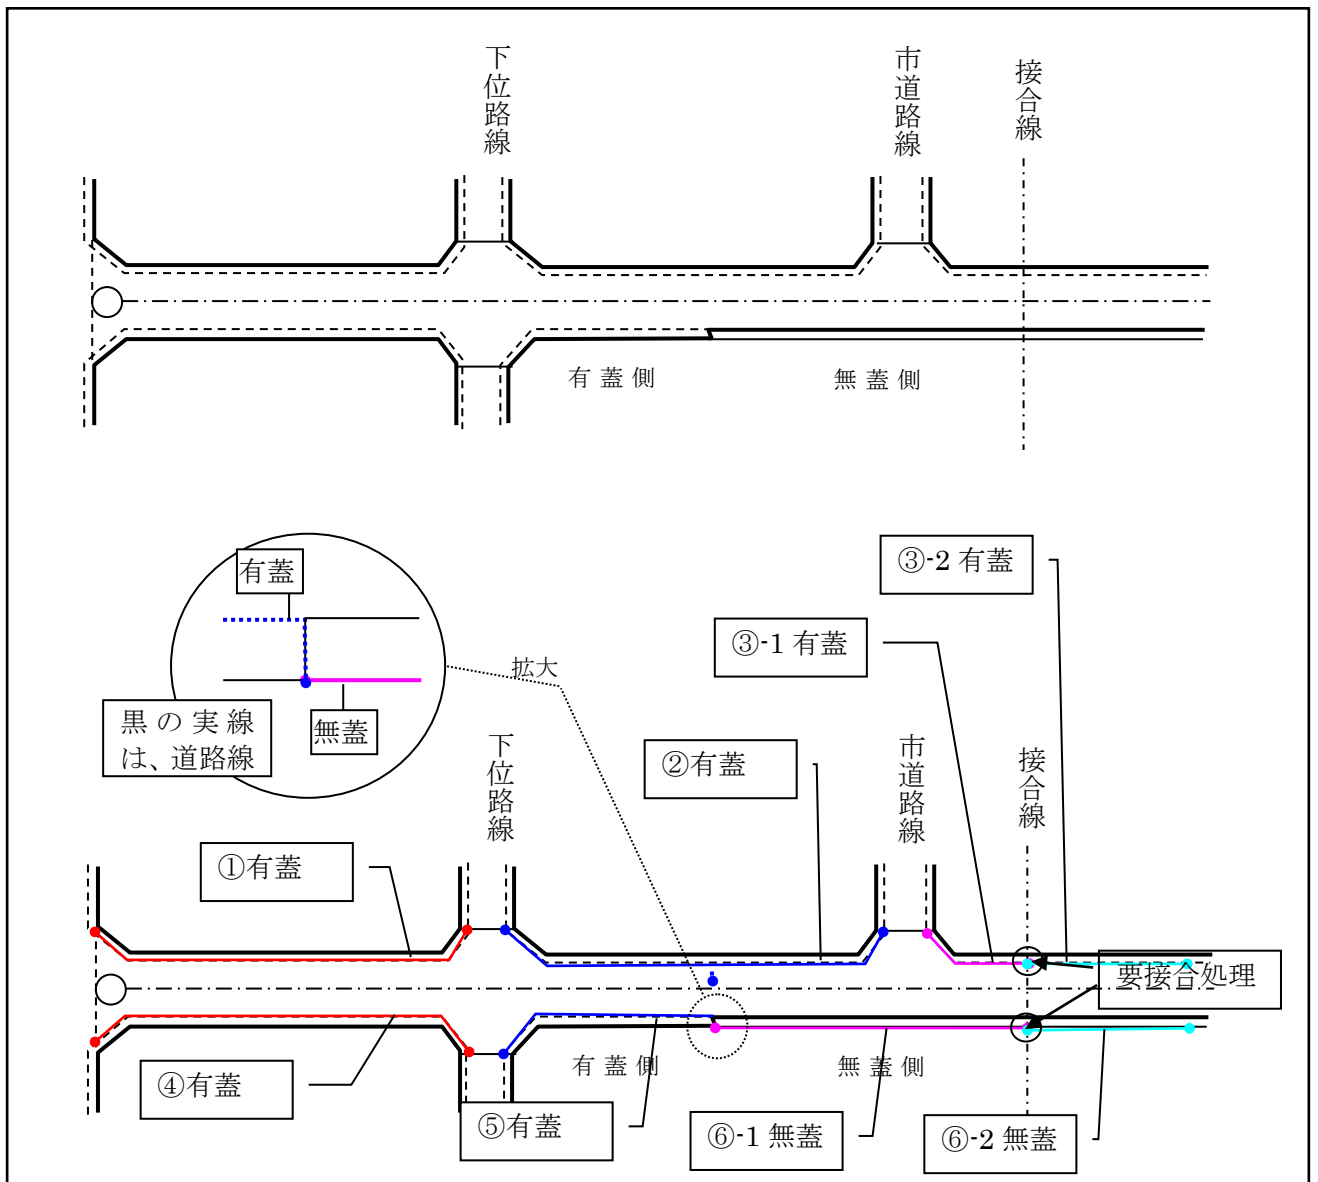 下位路線
市道路線
接合線
有蓋側
無蓋側
③-2 有蓋
有蓋
③-1 有蓋
拡大
黒の実線
は、道路線
無蓋
②有蓋
下位路線
市道路線
接合線
①有蓋
要接合処理
有蓋側
無蓋側
④有蓋
⑤有蓋
⑥-1 無蓋
⑥-2 無蓋